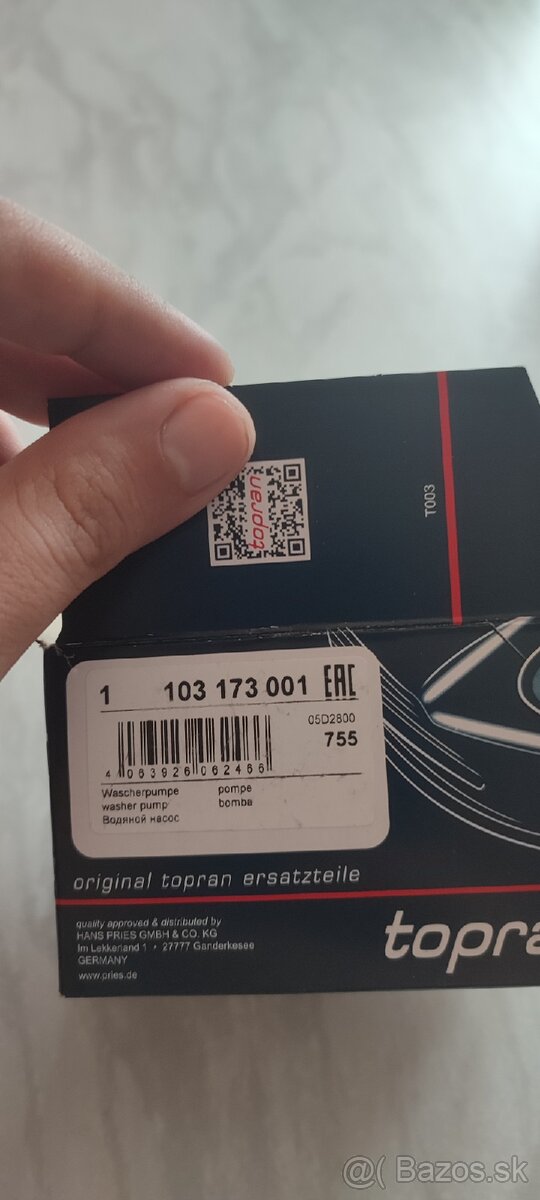 topran
T003
1 103 173 001 EAC
05D2800
755
4 063926 062466
Wascherpumpe pompe
washer pump bomba
Водяной насос
original topran ersatzteile
quality approved & distributed by
HANS PRIES GMBH & CO. KG
Im Lekkerland 1 • 27777 Ganderkesee
GERMANY
www.pries.de
topra
@( Bazos.sk